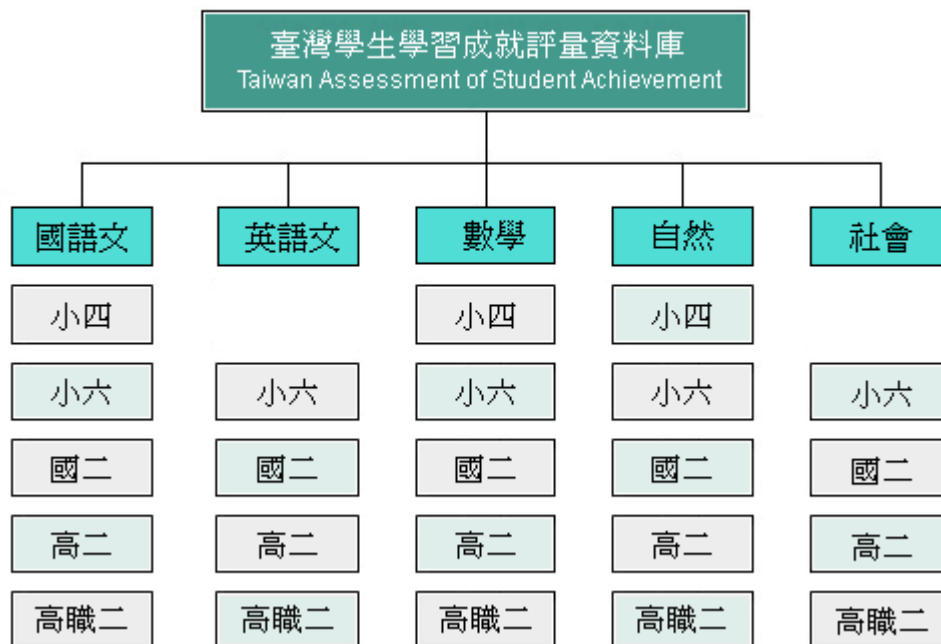 臺灣學生學習成就評量資料庫
Taiwan Assessment of Student Achievement
國語文 英語文 數學 自然 社會
小四 小四 小四
小六 小六 小六 小六 小六
國二 國二 國二 國二 國二
高二 高二 高二 高二 高二
高職二 高職二 高職二 高職二 高職二